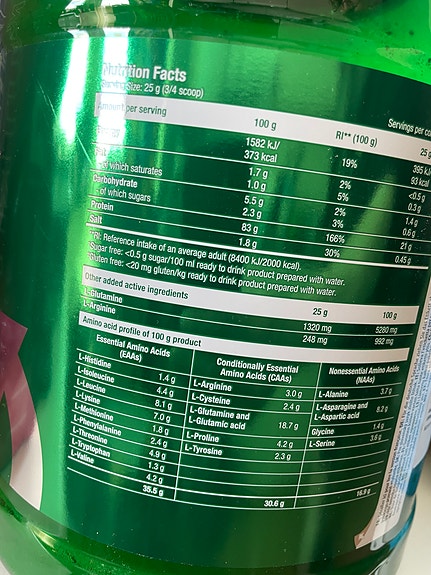 Nutrition Facts
Serving Size: 25 g (3/4 scoop)
Servings per co
Amount per serving 100 g RI** (100 g) 25 g
Energy 1582 kJ/ 373 kcal 19% 395 kJ/ 93 kcal
Fat 1.7 g 2% <0.5 g
of which saturates 1.0 g 5% 0.3 g
Carbohydrate 5.5 g 2% 1.4 g
of which sugars 2.3 g 3% 0.6 g
Protein 83 g 166% 21 g
Salt 1.8 g 30% 0.45 g
*RI: Reference intake of an average adult (8400 kJ/2000 kcal).
*Sugar free: <0.5 g sugar/100 ml ready to drink product prepared with water.
*Gluten free: <20 mg gluten/kg ready to drink product prepared with water.
Other added active ingredients 25 g 100 g
L-Glutamine 1320 mg 5280 mg
L-Arginine 248 mg 992 mg
Amino acid profile of 100 g product
Essential Amino Acids (EAAs)
L-Histidine 1.4 g
L-Isoleucine 4.4 g
L-Leucine 8.1 g
L-Lysine 7.0 g
L-Methionine 1.8 g
L-Phenylalanine 2.4 g
L-Threonine 4.9 g
L-Tryptophan 1.3 g
L-Valine 4.2 g
35.5 g
Conditionally Essential Amino Acids (CAAs)
L-Arginine 3.0 g
L-Cysteine 2.4 g
L-Glutamine and
L-Glutamic acid 18.7 g
L-Proline 4.2 g
L-Tyrosine 2.3 g
30.6 g
Nonessential Amino Acids (NAAs)
L-Alanine 3.7 g
L-Asparagine and
L-Aspartic acid 8.2 g
Glycine 1.4 g
L-Serine 3.6 g
16.9 g